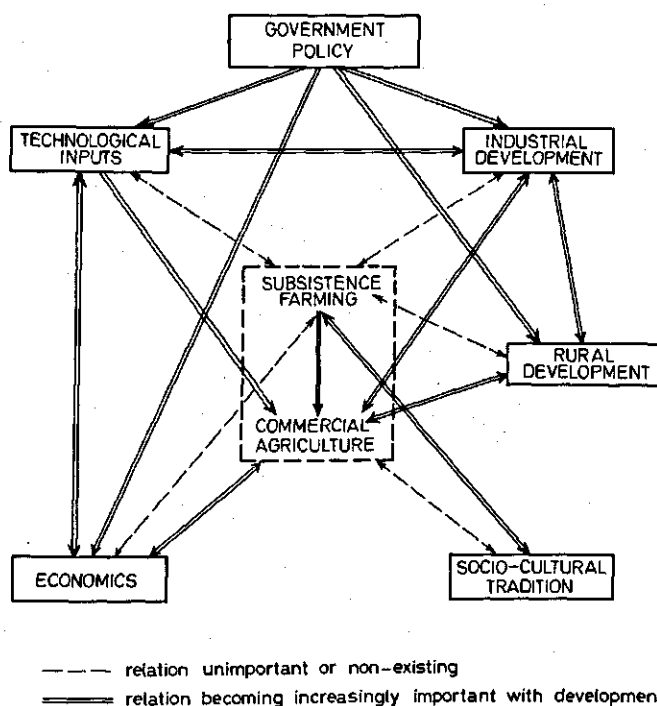 GOVERNMENT
POLICY
TECHNOLOGICAL
INPUTS
INDUSTRIAL
DEVELOPMENT
SUBSISTENCE
FARMING
RURAL
DEVELOPMENT
COMMERCIAL
AGRICULTURE
ECONOMICS
SOCIO-CULTURAL
TRADITION
relation unimportant or non-existing
relation becoming increasingly important with developmen